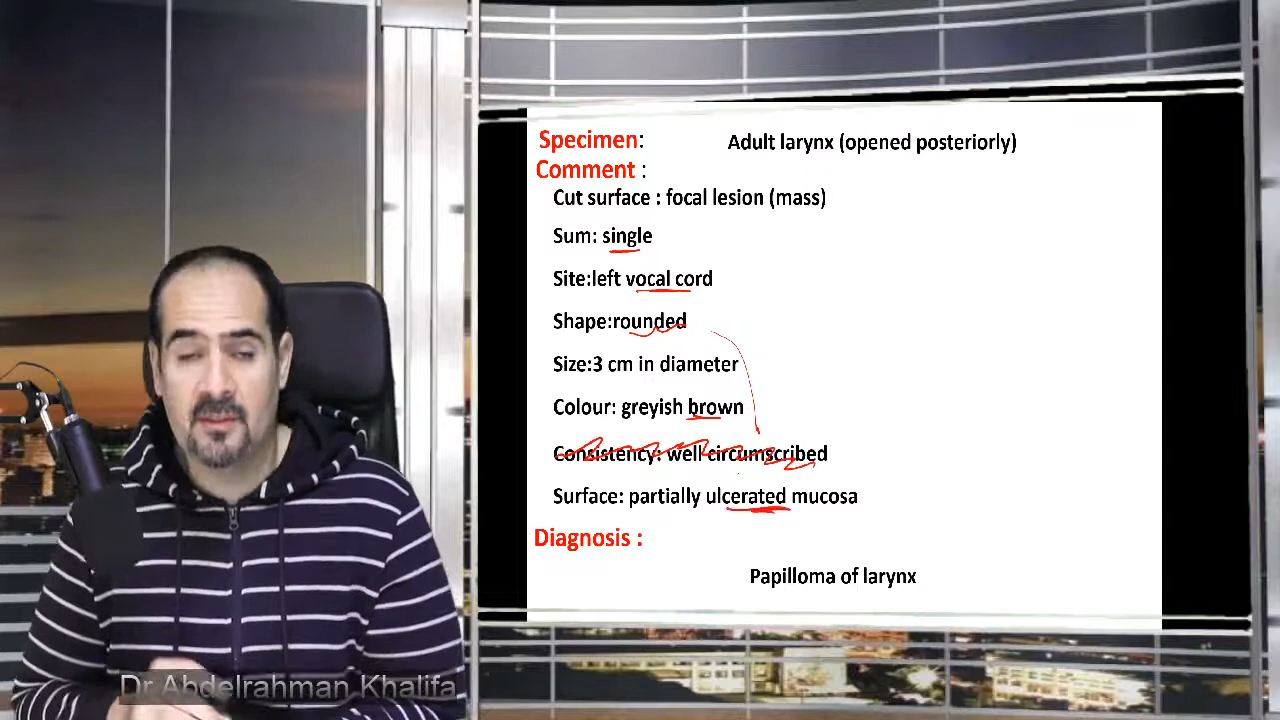 Specimen: Adult larynx (opened posteriorly)
Comment :
Cut surface : focal lesion (mass)
Sum: single
Site:left vocal cord
Shape:rounded
Size:3 cm in diameter
Colour: greyish brown
Consistency: well circumscribed
Surface: partially ulcerated mucosa
Diagnosis :
Papilloma of larynx
Dr Abdelrahman Khalifa